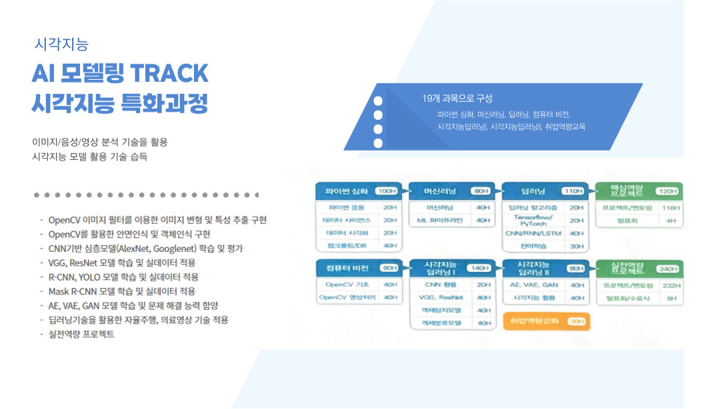 시각지능
AI 모델링 TRACK
시각지능 특화과정
이미지/음성/영상 분석 기술을 활용
시각지능 모델 활용 기술 습득
19개 과목으로 구성
파이썬 심화, 머신러닝, 딥러닝, 컴퓨터 비전,
시각지능딥러닝I, 시각지능딥러닝II, 취업역량교육
- OpenCV 이미지 필터를 이용한 이미지 변형 및 특성 추출 구현
- OpenCV를 활용한 안면인식 및 객체인식 구현
- CNN기반 심층모델(AlexNet, Googlenet) 학습 및 평가
- VGG, ResNet 모델 학습 및 실데이터 적용
- R-CNN, YOLO 모델 학습 및 실데이터 적용
- Mask R-CNN 모델 학습 및 실데이터 적용
- AE, VAE, GAN 모델 학습 및 문제 해결 능력 함양
- 딥러닝기술을 활용한 자율주행, 의료영상 기술 적용
- 실전역량 프로젝트
파이썬 심화 100H
파이썬 응용 20H
데이터 사이언스 20H
데이터 시각화 20H
웹크롤링/DB 40H
머신러닝 80H
머신러닝 40H
ML 파이프라인 40H
딥러닝 110H
딥러닝 알고리즘 20H
Tensorflow/
PyTorch 20H
CNN/RNN/LSTM 40H
전이학습 30H
핵심역량
프로젝트 120H
프로젝트/멘토링 116H
발표회 4H
컴퓨터 비전 80H
OpenCV 기초 40H
OpenCV 영상처리 40H
시각지능
딥러닝 I 140H
CNN 활용 20H
VGG, ResNet 40H
객체탐지모델 40H
객체분류모델 40H
시각지능
딥러닝 II 80H
AE, VAE, GAN 40H
시각지능 활용 40H
취업역량강화 30H
실전역량
프로젝트 240H
프로젝트/멘토링 232H
발표회/수료식 8H